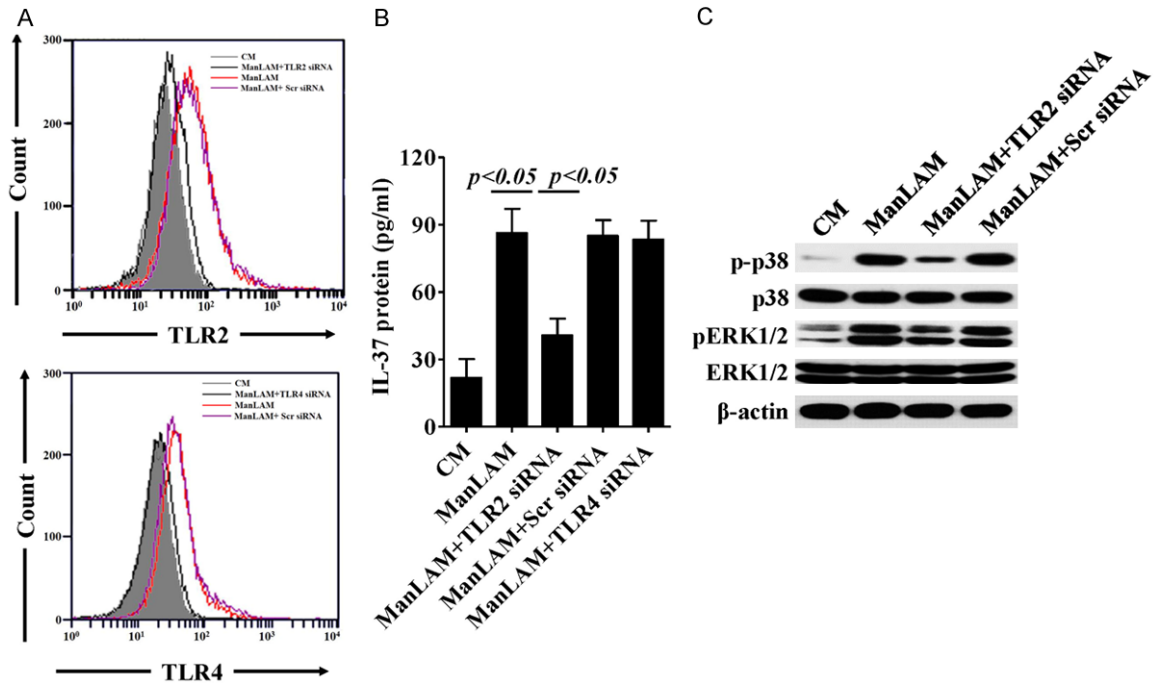 A
300
200
100
0
Count
CM
ManLAM+TLR2 siRNA
ManLAM
ManLAM+ Scr siRNA
10⁰ 10¹ 10² 10³ 10⁴
TLR2
300
200
100
0
Count
CM
ManLAM+TLR4 siRNA
ManLAM
ManLAM+ Scr siRNA
10⁰ 10¹ 10² 10³ 10⁴
TLR4
B
IL-37 protein (pg/ml)
120
90
60
30
0
p<0.05 p<0.05
CM
ManLAM
ManLAM+TLR2 siRNA
ManLAM+Scr siRNA
ManLAM+TLR4 siRNA
C
CM
ManLAM
ManLAM+TLR2 siRNA
ManLAM+Scr siRNA
p-p38
p38
pERK1/2
ERK1/2
β-actin